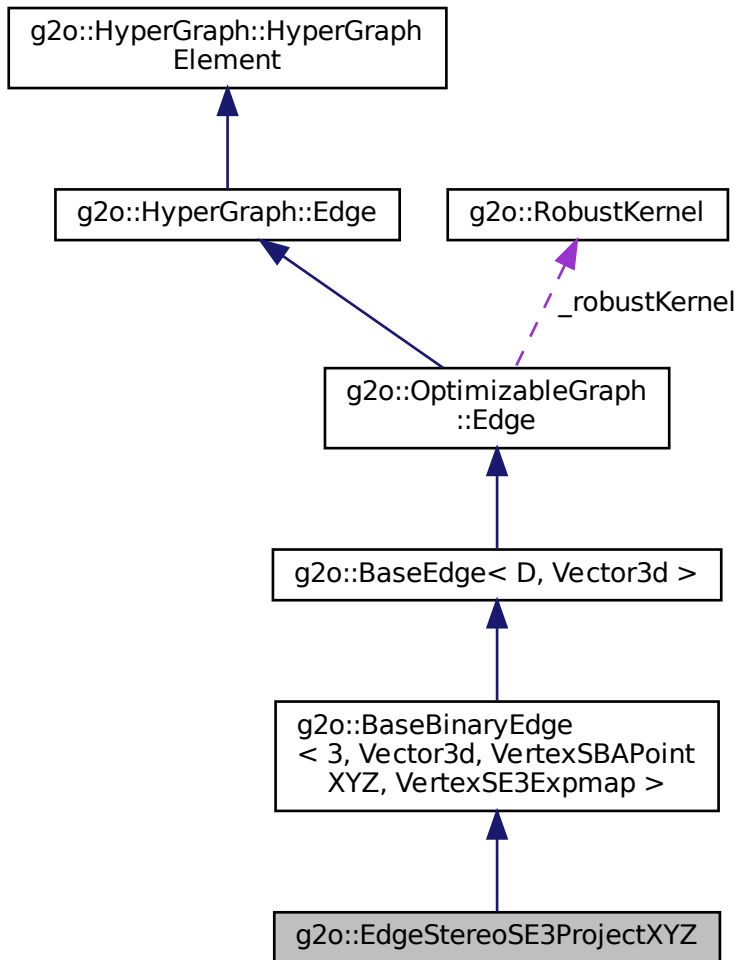 g2o::HyperGraph::HyperGraph
Element
g2o::HyperGraph::Edge
g2o::RobustKernel
_robustKernel
g2o::OptimizableGraph
::Edge
g2o::BaseEdge< D, Vector3d >
g2o::BaseBinaryEdge
< 3, Vector3d, VertexSBAPoint
XYZ, VertexSE3Expmap >
g2o::EdgeStereoSE3ProjectXYZ